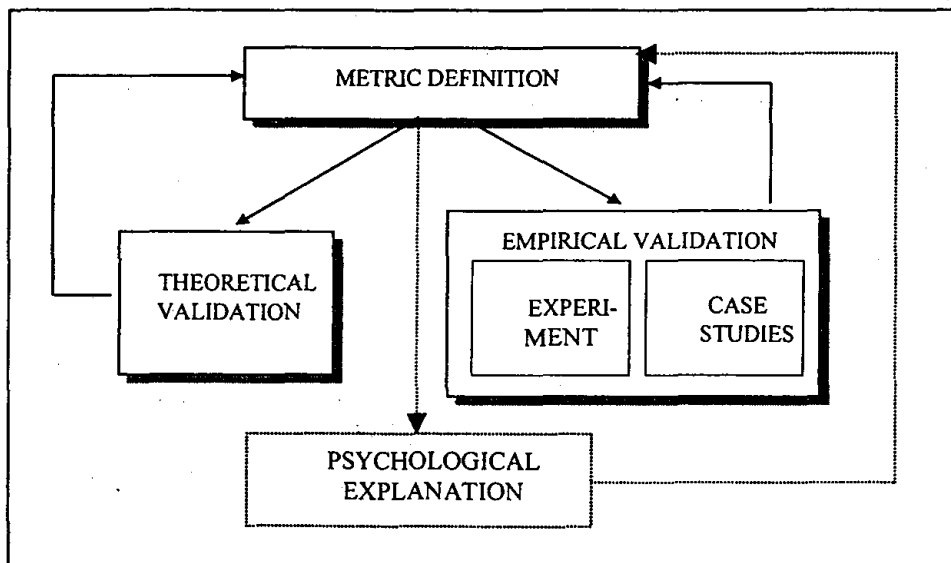 METRIC DEFINITION
THEORETICAL
VALIDATION
EMPIRICAL VALIDATION
EXPERI-
MENT
CASE
STUDIES
PSYCHOLOGICAL
EXPLANATION